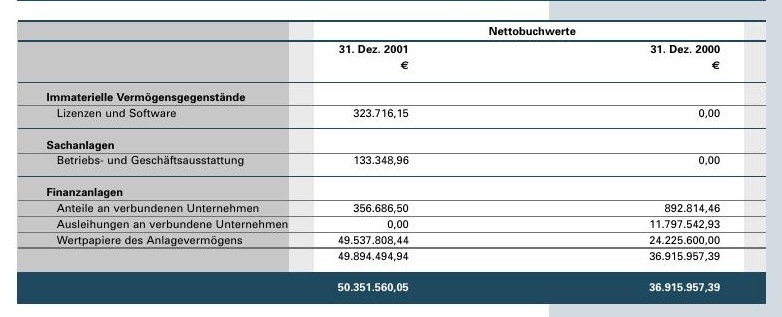 Nettobuchwerte
31. Dez. 2001 31. Dez. 2000
€ €
Immaterielle Vermögensgegenstände
Lizenzen und Software 323.716,15 0,00
Sachanlagen
Betriebs- und Geschäftsausstattung 133.348,96 0,00
Finanzanlagen
Anteile an verbundenen Unternehmen 356.686,50 892.814,46
Ausleihungen an verbundene Unternehmen 0,00 11.797.542,93
Wertpapiere des Anlagevermögens 49.537.808,44 24.225.600,00
49.894.494,94 36.915.957,39
50.351.560,05 36.915.957,39